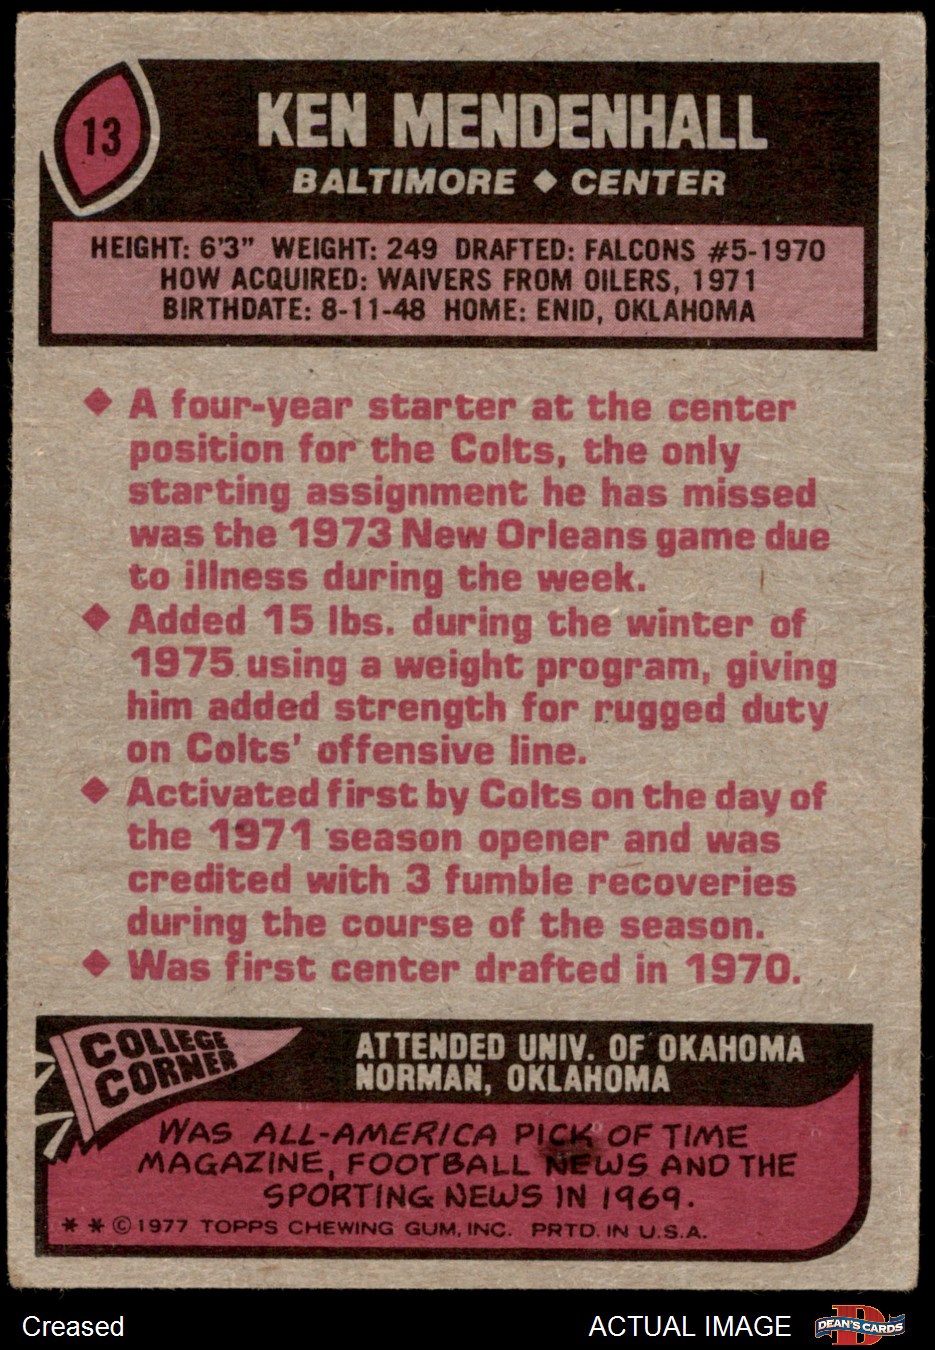 13
KEN MENDENHALL
BALTIMORE ◆ CENTER
HEIGHT: 6'3" WEIGHT: 249 DRAFTED: FALCONS #5-1970
HOW ACQUIRED: WAIVERS FROM OILERS, 1971
BIRTHDATE: 8-11-48 HOME: ENID, OKLAHOMA
◆ A four-year starter at the center
position for the Colts, the only
starting assignment he has missed
was the 1973 New Orleans game due
to illness during the week.
◆ Added 15 lbs. during the winter of
1975 using a weight program, giving
him added strength for rugged duty
on Colts' offensive line.
◆ Activated first by Colts on the day of
the 1971 season opener and was
credited with 3 fumble recoveries
during the course of the season.
◆ Was first center drafted in 1970.
COLLEGE
CORNER
ATTENDED UNIV. OF OKAHOMA
NORMAN, OKLAHOMA
WAS ALL-AMERICA PICK OF TIME
MAGAZINE, FOOTBALL NEWS AND THE
SPORTING NEWS IN 1969.
* * © 1977 TOPPS CHEWING GUM, INC. PRTD. IN U.S.A.
Creased
ACTUAL IMAGE
DEAN'S CARDS